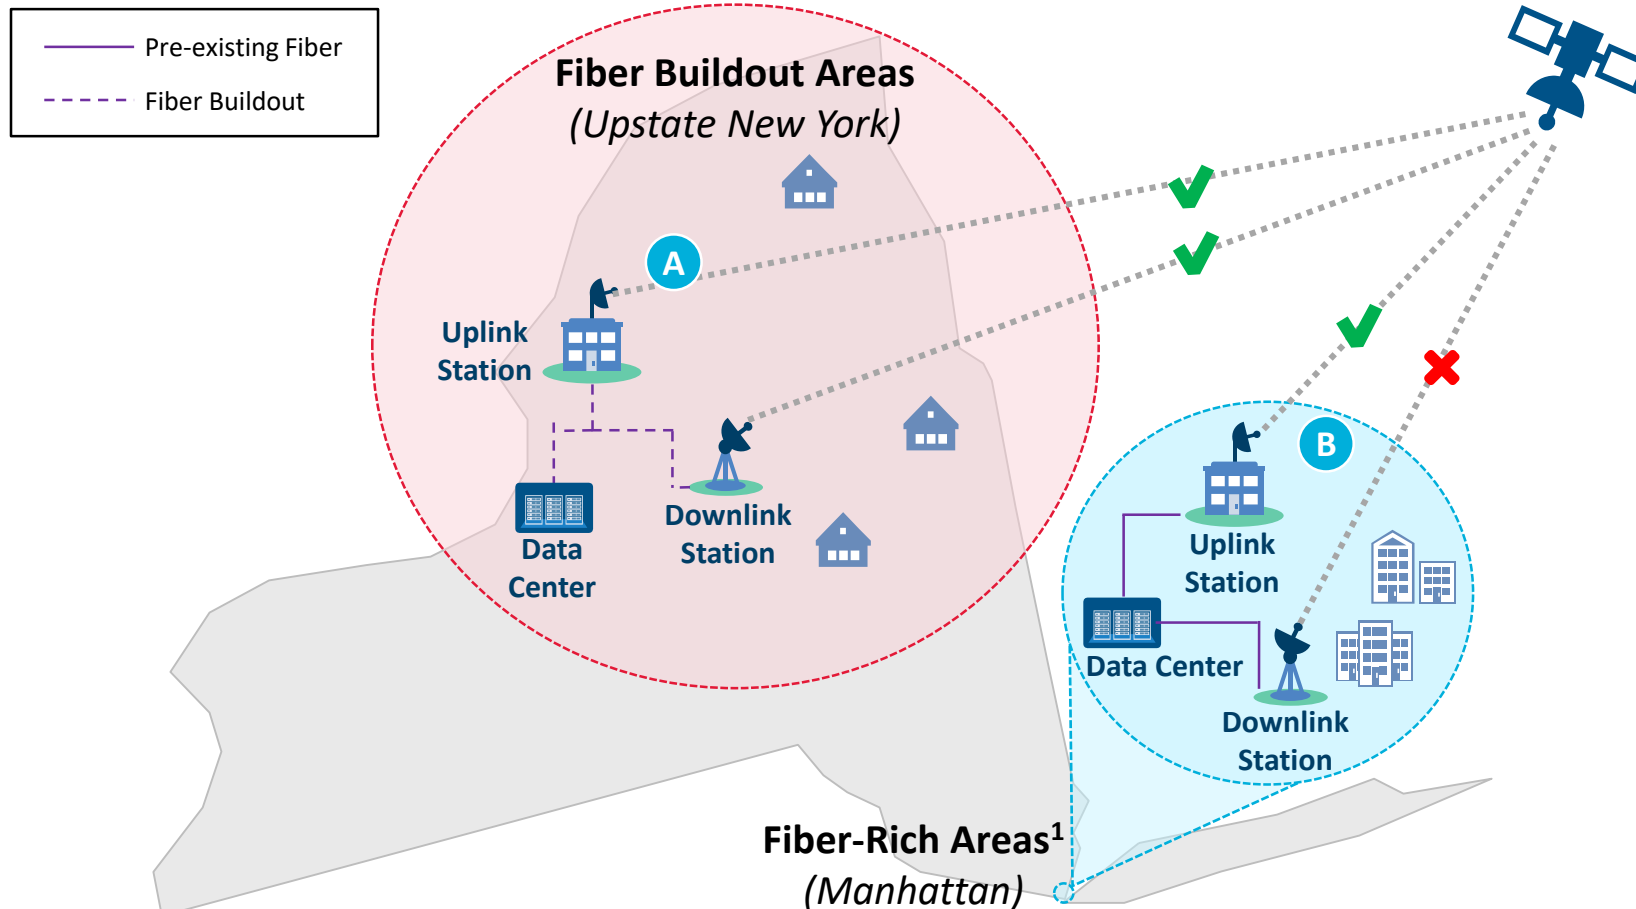 Pre-existing Fiber
Fiber Buildout
Fiber Buildout Areas
(Upstate New York)
A
Uplink
Station
Data
Center
Downlink
Station
B
Uplink
Station
Data Center
Downlink
Station
Fiber-Rich Areas¹
(Manhattan)